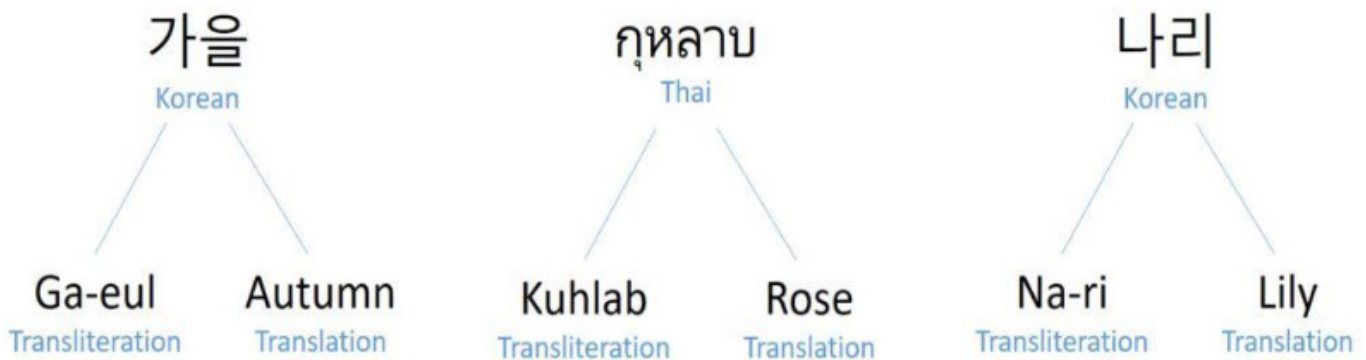 가을
Korean
Ga-eul
Transliteration
Autumn
Translation
กุหลาบ
Thai
Kuhlab
Transliteration
Rose
Translation
나리
Korean
Na-ri
Transliteration
Lily
Translation